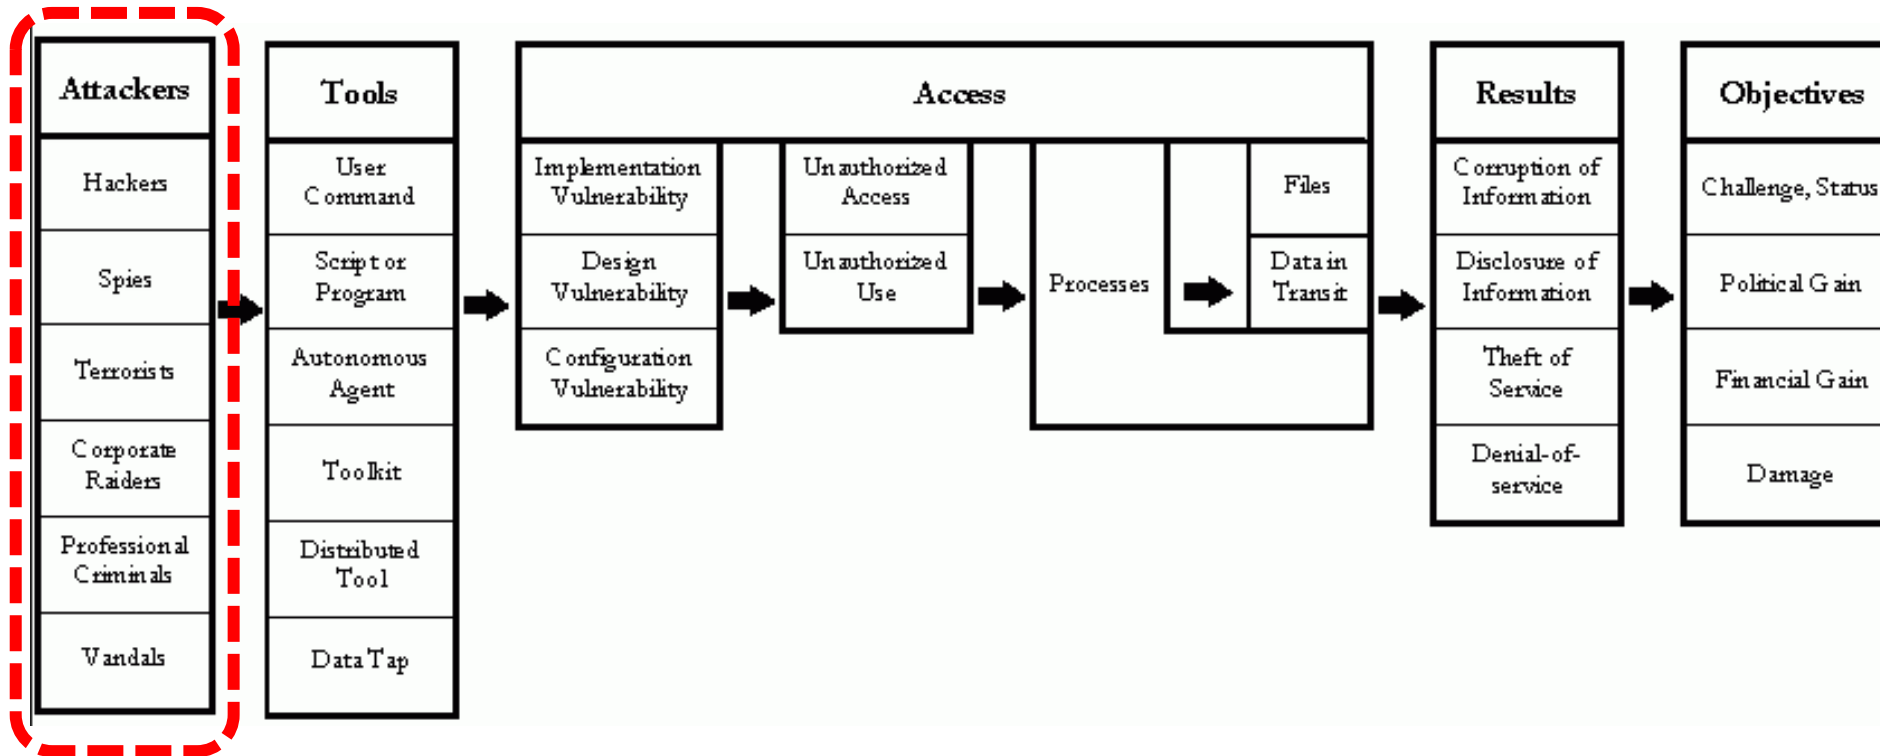 Attackers
Hackers
Spies
Terrorists
Corporate
Raiders
Professional
Criminals
Vandals
Tools
User
Command
Script or
Program
Autonomous
Agent
Toolkit
Distributed
Tool
Data Tap
Access
Implementation
Vulnerability
Design
Vulnerability
Configuration
Vulnerability
Unauthorized
Access
Unauthorized
Use
Processes
Files
Data in
Transit
Results
Corruption of
Information
Disclosure of
Information
Theft of
Service
Denial-of-
service
Objectives
Challenge, Status
Political Gain
Financial Gain
Damage